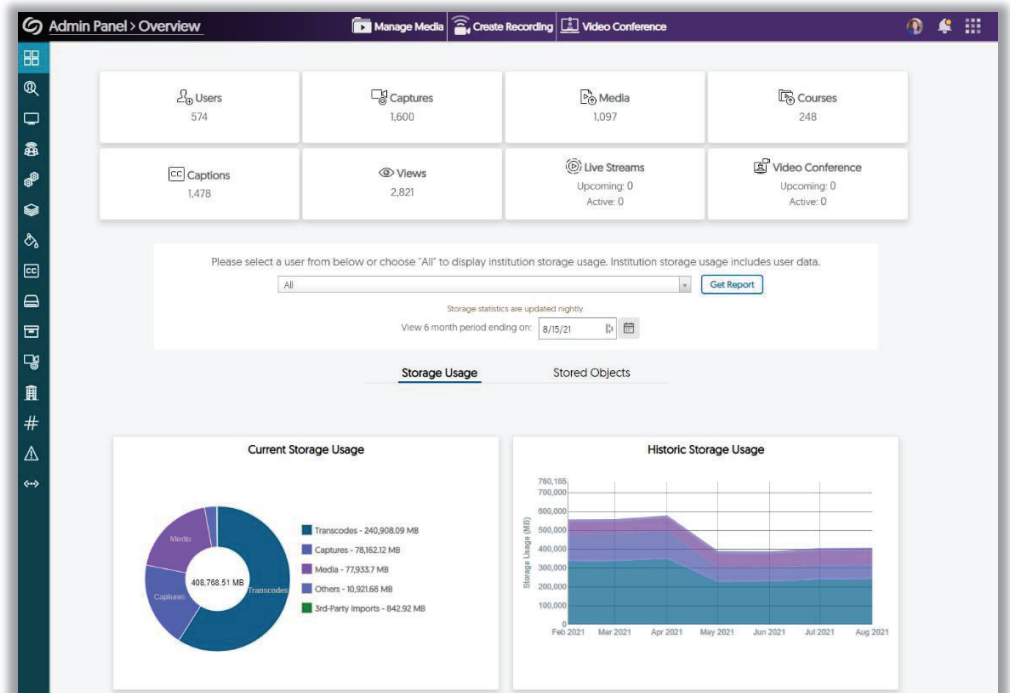 Admin Panel > Overview
Manage Media
Create Recording
Video Conference
Users
574
Captures
1,600
Media
1,097
Courses
248
CC Captions
1,478
Views
2,821
Live Streams
Upcoming: 0
Active: 0
Video Conference
Upcoming: 0
Active: 0
Please select a user from below or choose "All" to display institution storage usage. Institution storage usage includes user data.
All
Get Report
Storage statistics are updated nightly.
View 6 month period ending on: 8/15/21
Storage Usage
Stored Objects
CC
#
Current Storage Usage
Media
Captures
Transcodes
408,768.51 MB
Transcodes - 240,908.09 MB
Captures - 78,162.12 MB
Media - 77,933.7 MB
Others - 10,921.68 MB
3rd-Party Imports - 842.92 MB
Historic Storage Usage
Storage Usage (MB)
760,185
700,000
600,000
500,000
400,000
300,000
200,000
100,000
0
Feb 2021 Mar 2021 Apr 2021 May 2021 Jun 2021 Jul 2021 Aug 2021